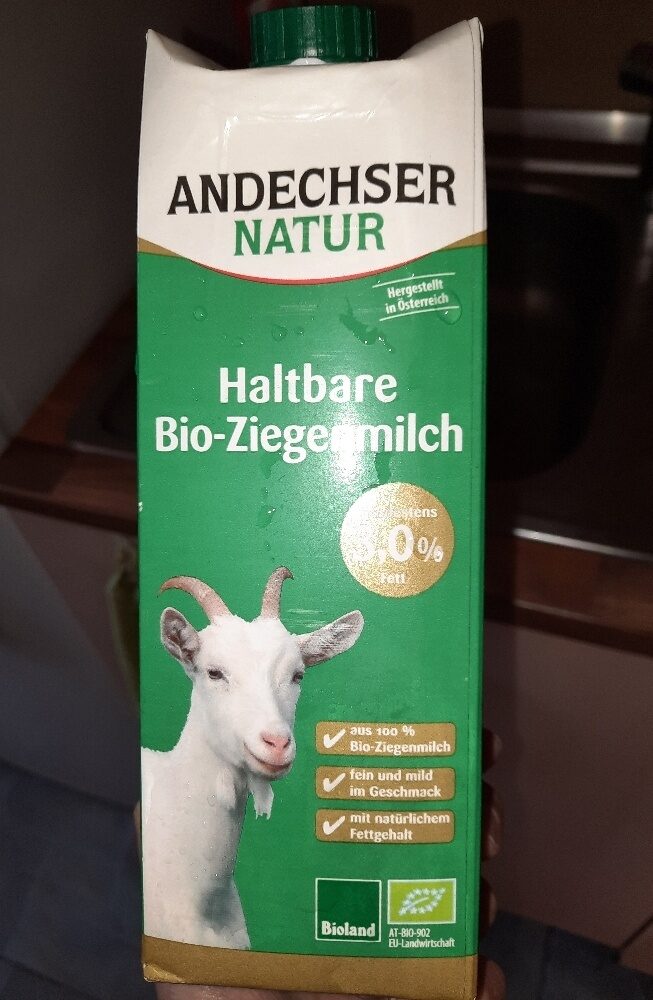 ANDECHSER
NATUR
Hergestellt
in Österreich
Haltbare
Bio-Ziegenmilch
3,0%
Fett
aus 100 %
Bio-Ziegenmilch
fein und mild
im Geschmack
mit natürlichem
Fettgehalt
Bioland
AT-BIO-902
EU-Landwirtschaft